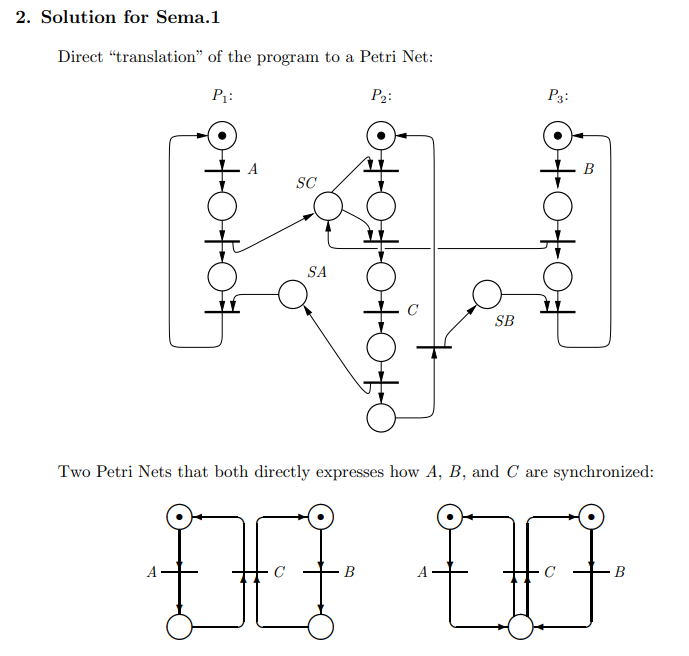 2. Solution for Sema.1
Direct “translation” of the program to a Petri Net:
P₁: P₂: P₃:
A B
SC
SA
C
SB
Two Petri Nets that both directly expresses how A, B, and C are synchronized:
A C B A C B